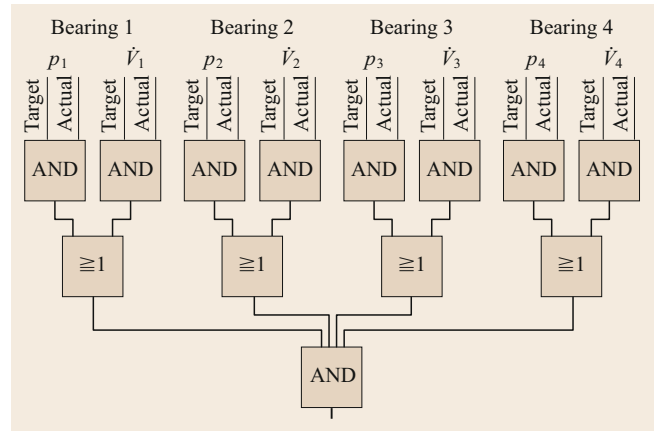 Bearing 1 Bearing 2 Bearing 3 Bearing 4
p₁ V̇₁ p₂ V̇₂ p₃ V̇₃ p₄ V̇₄
Target Actual Target Actual Target Actual Target Actual Target Actual Target Actual Target Actual Target Actual
AND AND AND AND AND AND AND AND
≧1 ≧1 ≧1 ≧1
AND